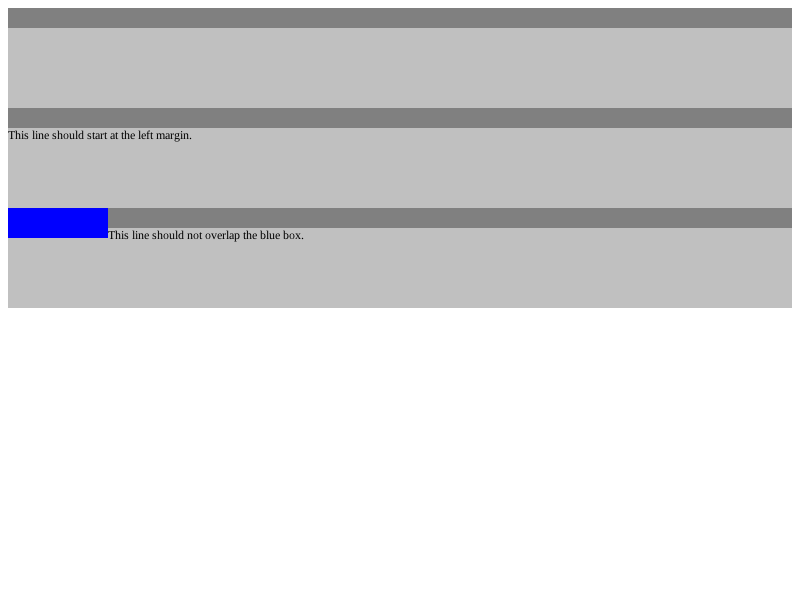 This line should start at the left margin.
This line should not overlap the blue box.